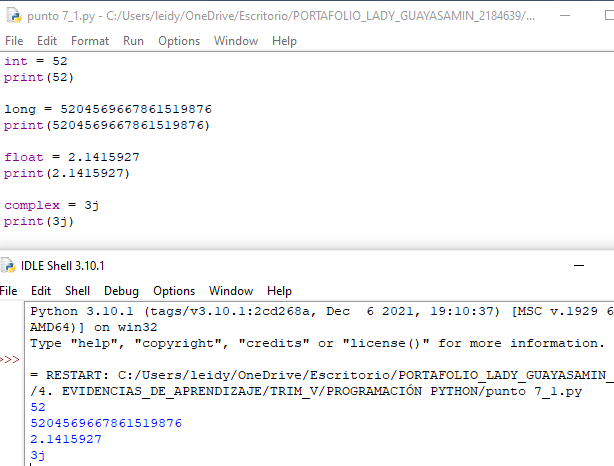 punto 7_1.py - C:/Users/leidy/OneDrive/Escritorio/PORTAFOLIO_LADY_GUAYASAMIN_2184639/...
File Edit Format Run Options Window Help
int = 52
print(52)
long = 5204569667861519876
print(5204569667861519876)
float = 2.1415927
print(2.1415927)
complex = 3j
print(3j)
IDLE Shell 3.10.1
File Edit Shell Debug Options Window Help
Python 3.10.1 (tags/v3.10.1:2cd268a, Dec  6 2021, 19:10:37) [MSC v.1929 6
AMD64)] on win32
Type "help", "copyright", "credits" or "license()" for more information.
>>>
= RESTART: C:/Users/leidy/OneDrive/Escritorio/PORTAFOLIO_LADY_GUAYASAMIN_
/4. EVIDENCIAS_DE_APRENDIZAJE/TRIM_V/PROGRAMACIÓN PYTHON/punto 7_1.py
52
5204569667861519876
2.1415927
3j